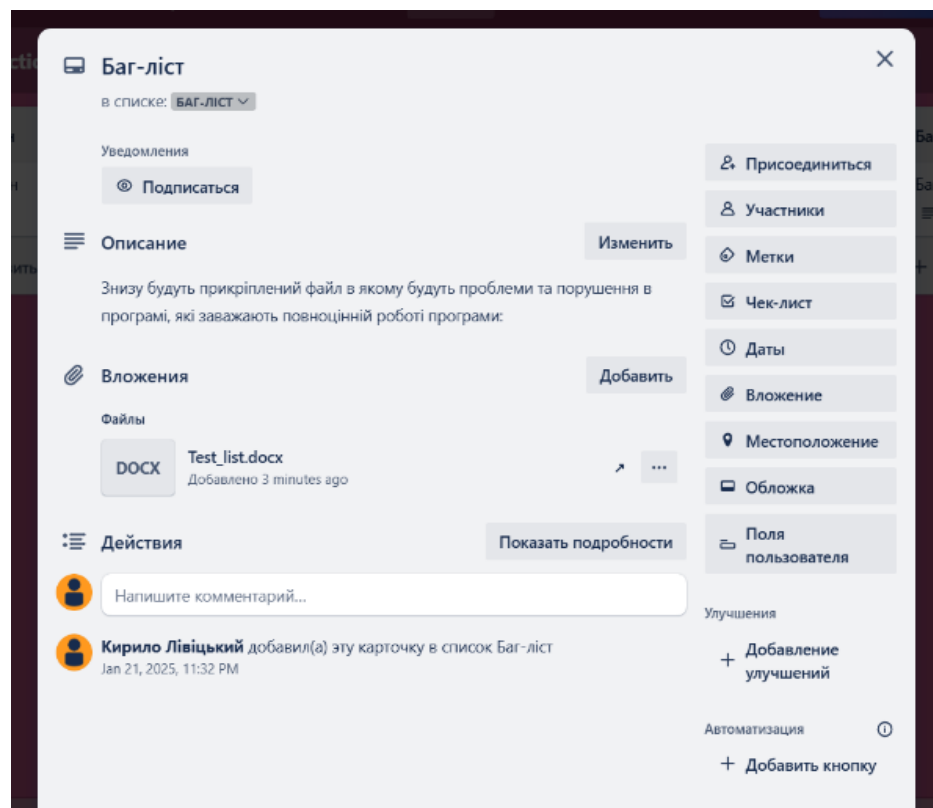 Баг-ліст
в списке: БАГ-ЛІСТ
Уведомления
Подписаться
Описание
Изменить
Знизу будуть прикріплений файл в якому будуть проблеми та порушення в
програмі, які заважають повноцінній роботі програми:
Вложения
Добавить
Файлы
DOCX
Test_list.docx
Добавлено 3 minutes ago
Действия
Показать подробности
Напишите комментарий...
Кирило Лівіцький добавил(а) эту карточку в список Баг-ліст
Jan 21, 2025, 11:32 PM
Присоединиться
Участники
Метки
Чек-лист
Даты
Вложение
Местоположение
Обложка
Поля
пользователя
Улучшения
Добавление
улучшений
Автоматизация
Добавить кнопку